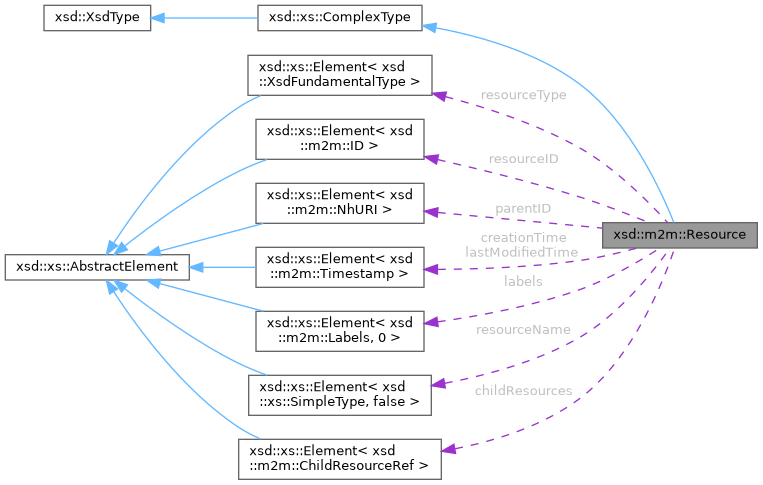 xsd::XsdType
xsd::xs::ComplexType
xsd::xs::Element< xsd
::XsdFundamentalType >
resourceType
xsd::xs::Element< xsd
::m2m::ID >
resourceID
xsd::xs::Element< xsd
::m2m::NhURI >
parentID
xsd::m2m::Resource
creationTime
lastModifiedTime
xsd::xs::AbstractElement
xsd::xs::Element< xsd
::m2m::Timestamp >
labels
xsd::xs::Element< xsd
::m2m::Labels, 0 >
resourceName
xsd::xs::Element< xsd
::xs::SimpleType, false >
childResources
xsd::xs::Element< xsd
::m2m::ChildResourceRef >